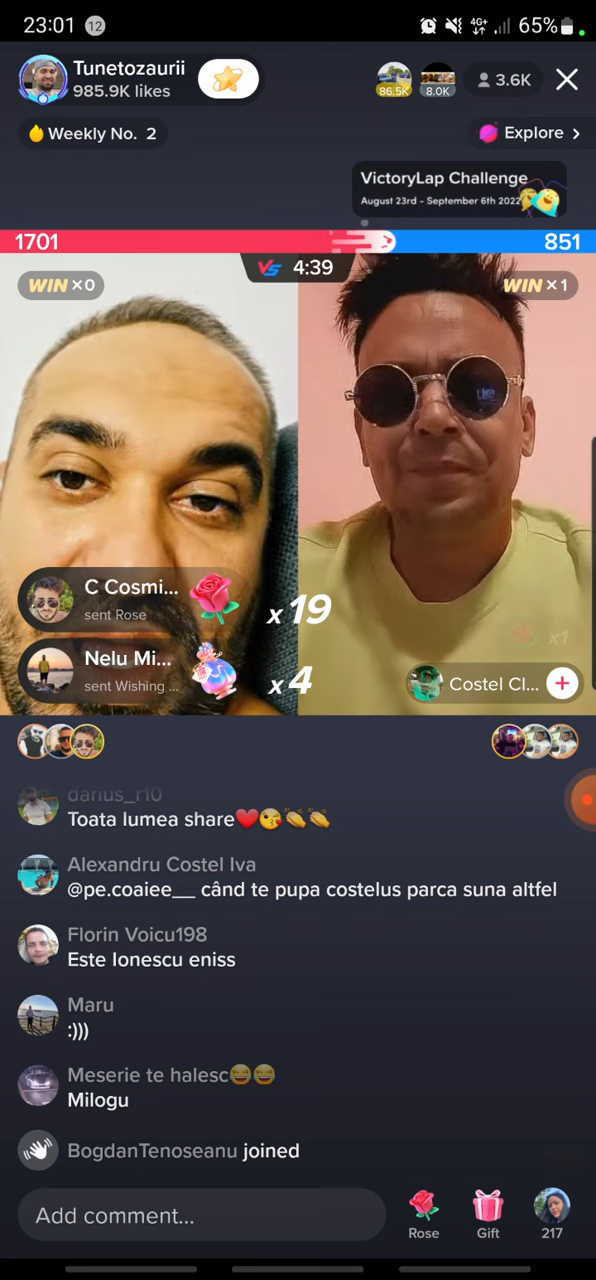 23:01 12 4G+ 65%
Tunetozaurii
985.9K likes
86.5K 8.0K 3.6K
Weekly No. 2
Explore >
VictoryLap Challenge
August 23rd - September 6th 2022
1701 851
VS 4:39
WIN ×0 WIN ×1
C Cosmi...
sent Rose
x 19
Nelu Mi...
sent Wishing ...
x 4
x1
Costel Cl... +
darius_r10
Toata lumea share❤️😘👏👏
Alexandru Costel Iva
@pe.coaiee__ când te pupa costelus parca suna altfel
Florin Voicu198
Este Ionescu eniss
Maru
:)))
Meserie te halesc😂😂
Milogu
BogdanTenoseanu joined
Add comment...
Rose Gift 217